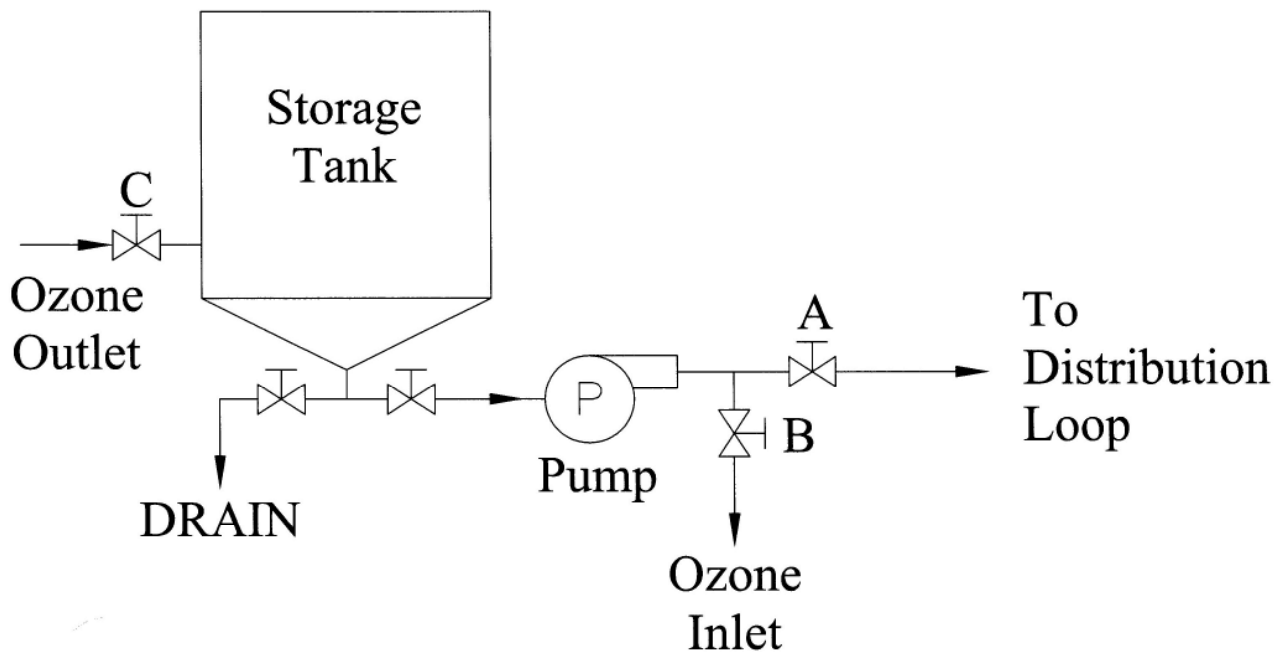 Storage
Tank
C
Ozone
Outlet
A
To
Distribution
Loop
P
B
Pump
DRAIN
Ozone
Inlet